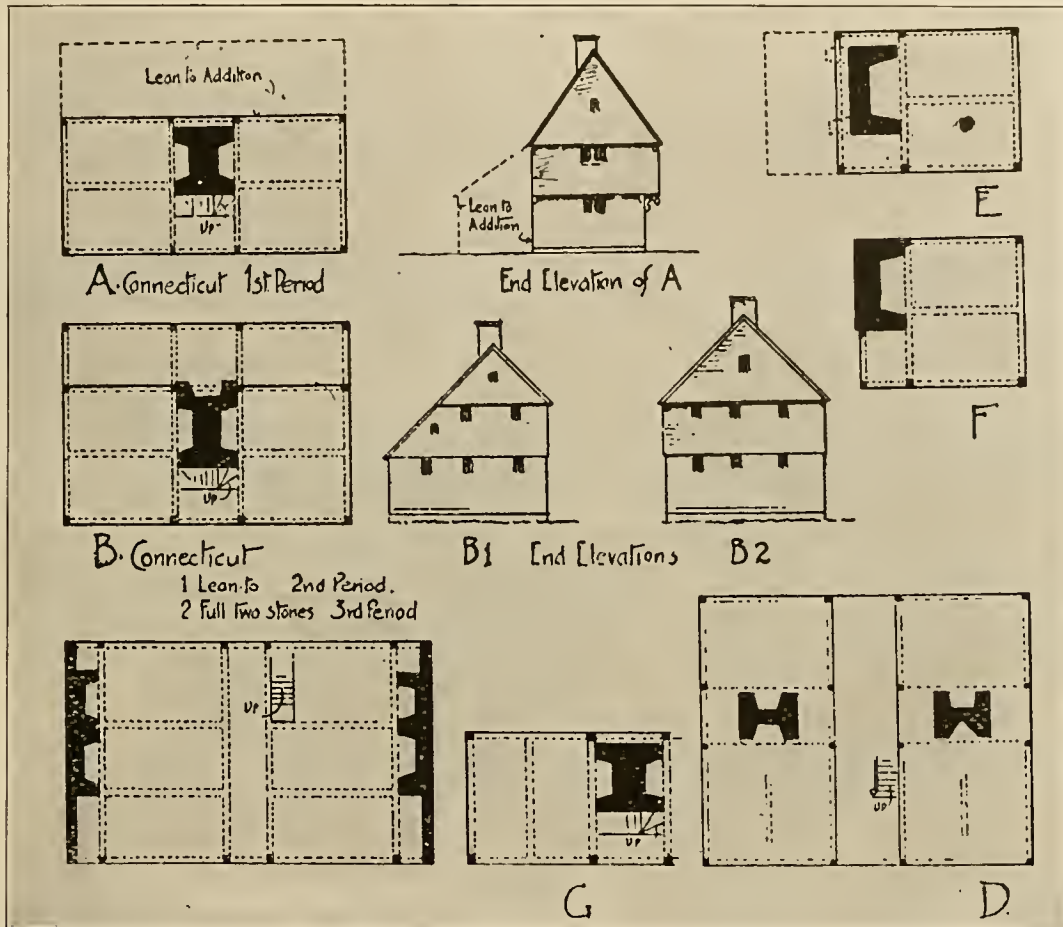 Lean to Addition
UP
A. Connecticut 1st. Period
Lean to
Addition
End Elevation of A
E
F
UP
B. Connecticut
1 Lean-to 2nd Period.
2 Full two stories 3rd Period
B1 End Elevations B2
UP
UP
G
UP
D.